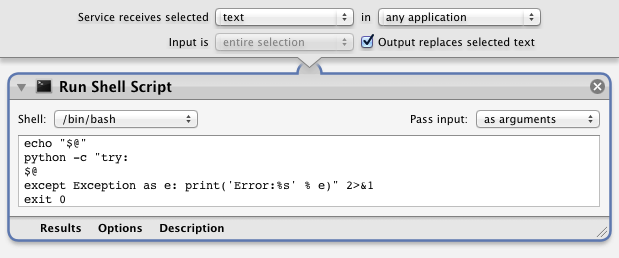 Service receives selected text in any application
Input is entire selection Output replaces selected text
Run Shell Script
Shell: /bin/bash Pass input: as arguments
echo "$@"
python -c "try:
$@
except Exception as e: print('Error:%s' % e)" 2>&1
exit 0
Results Options Description